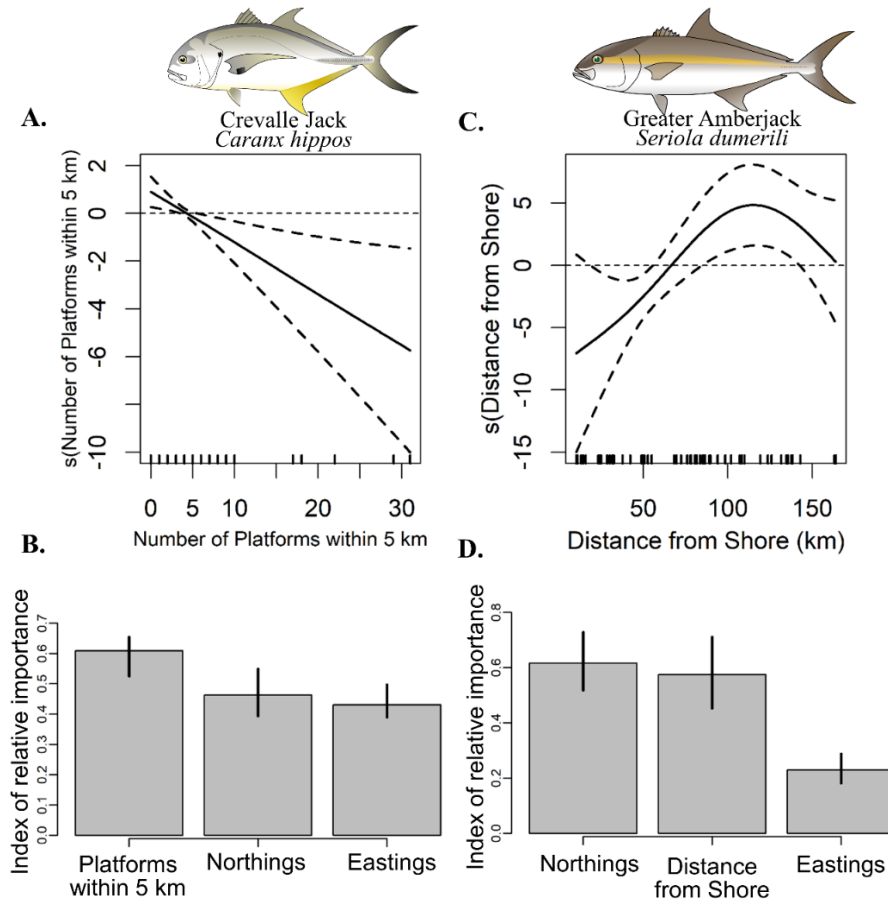 A.
Crevalle Jack
Caranx hippos
s(Number of Platforms within 5 km)
2
0
-2
-4
-6
-10
0 5 10 20 30
Number of Platforms within 5 km
C.
Greater Amberjack
Seriola dumerili
s(Distance from Shore)
5
0
-5
-15
50 100 150
Distance from Shore (km)
B.
Index of relative importance
0.7
0.6
0.5
0.4
0.3
0.2
0.1
0.0
Platforms
within 5 km
Northings
Eastings
D.
Index of relative importance
0.8
0.6
0.4
0.2
0.0
Northings
Distance
from Shore
Eastings